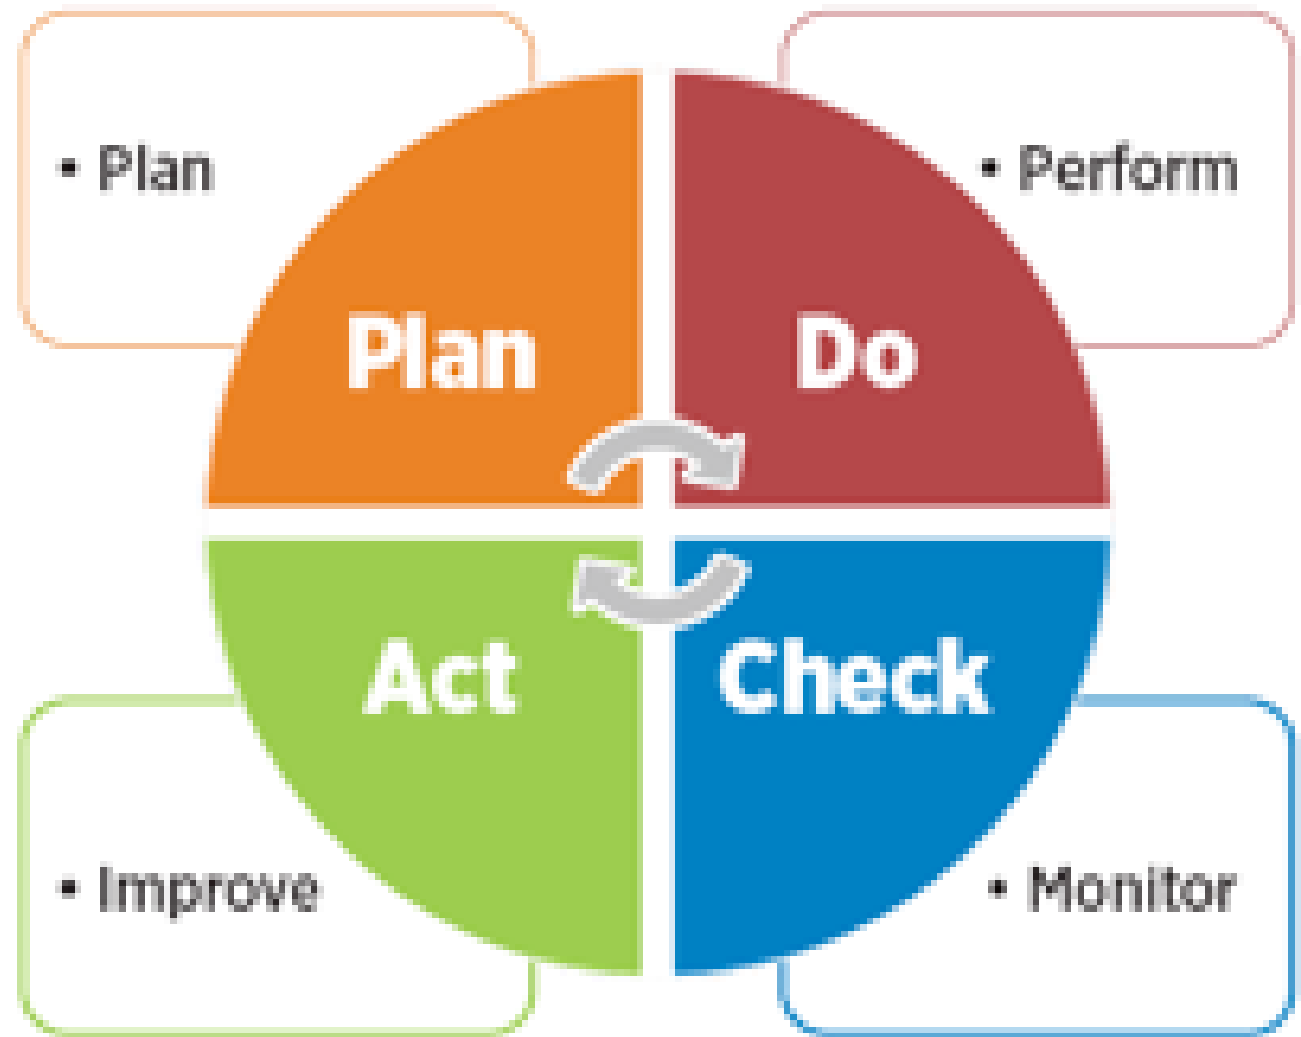 • Plan
• Perform
Plan
Do
Act
Check
• Improve
• Monitor